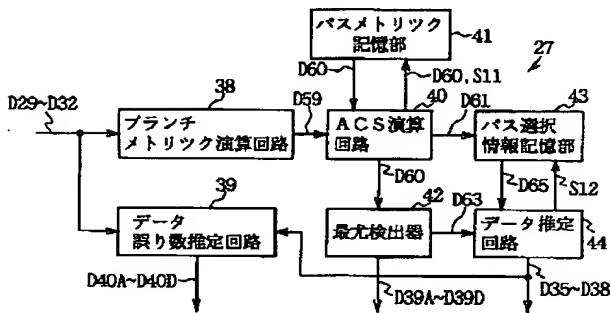 パスメトリツク
記憶部
41
27
D60
D60,S11
38
40
43
D29~D32
ブランチ
メトリツク演算回路
D59
ACS演算
回路
D61
パス選択
情報記憶部
39
D60
42
D65
S12
データ
誤り数推定回路
最尤検出器
D63
データ推定
回路
44
D40A~D40D
D39A~D39D
D35~D38